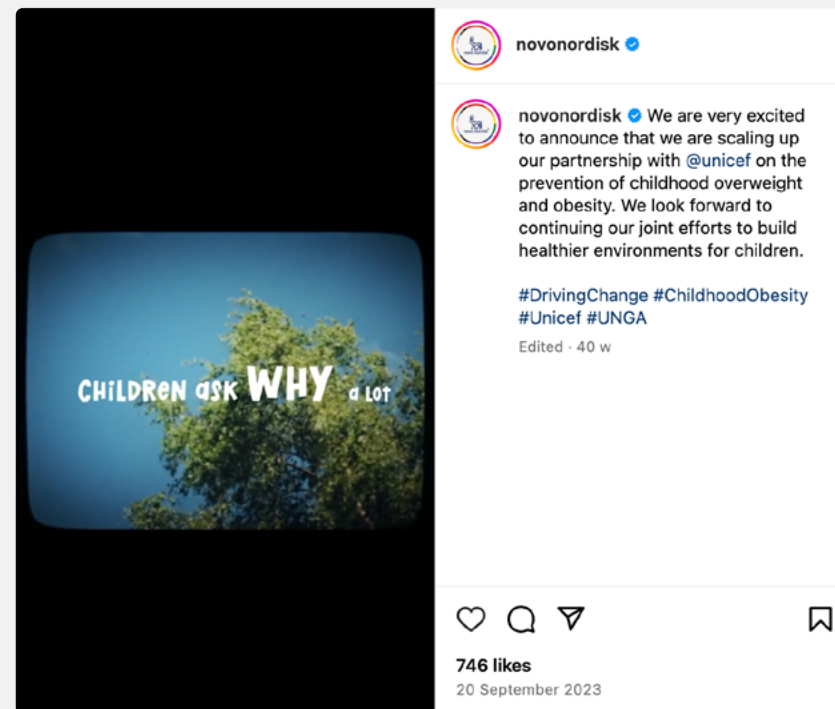 CHiLDREN asK WHY a LOT
novonordisk
novonordisk We are very excited
to announce that we are scaling up
our partnership with @unicef on the
prevention of childhood overweight
and obesity. We look forward to
continuing our joint efforts to build
healthier environments for children.
#DrivingChange #ChildhoodObesity
#Unicef #UNGA
Edited · 40 w
746 likes
20 September 2023